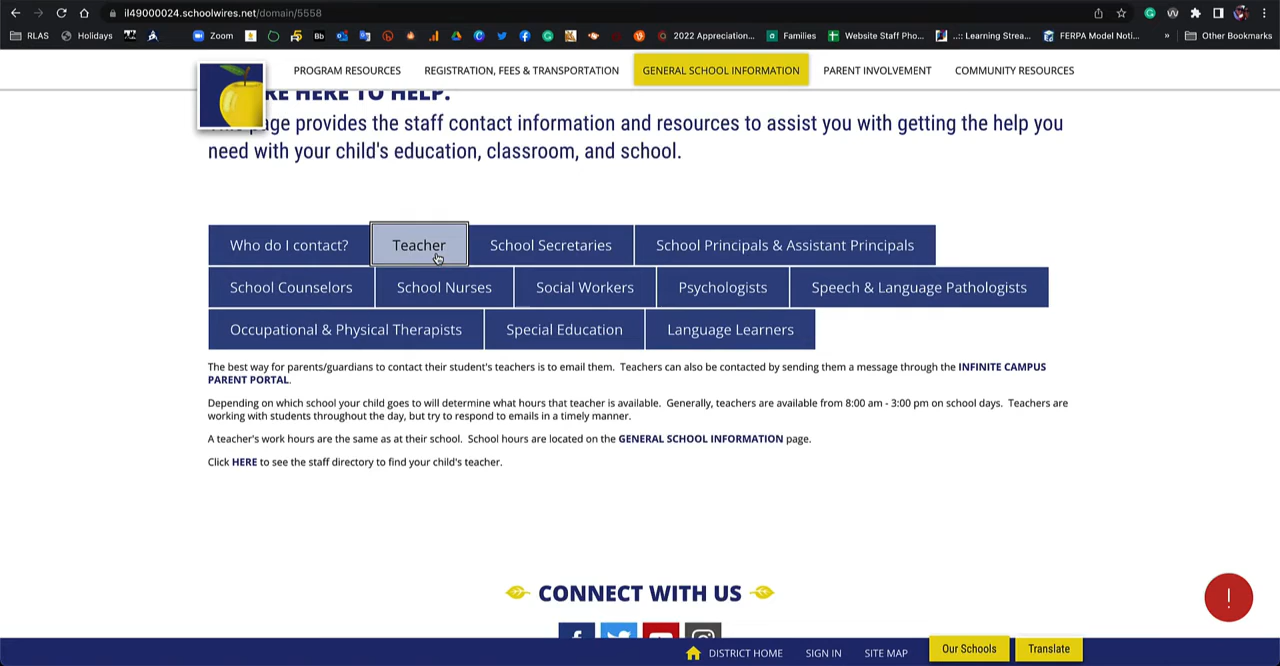 il49000024.schoolwires.net/domain/5558
RLAS Holidays Zoom Bb 2022 Appreciation... Families Website Staff Pho... ..:: Learning Strea... FERPA Model Noti... » Other Bookmarks
PROGRAM RESOURCES REGISTRATION, FEES & TRANSPORTATION GENERAL SCHOOL INFORMATION PARENT INVOLVEMENT COMMUNITY RESOURCES
RE HERE TO HELP.
This page provides the staff contact information and resources to assist you with getting the help you
need with your child's education, classroom, and school.
Who do I contact? Teacher School Secretaries School Principals & Assistant Principals
School Counselors School Nurses Social Workers Psychologists Speech & Language Pathologists
Occupational & Physical Therapists Special Education Language Learners
The best way for parents/guardians to contact their student's teachers is to email them. Teachers can also be contacted by sending them a message through the INFINITE CAMPUS
PARENT PORTAL.
Depending on which school your child goes to will determine what hours that teacher is available. Generally, teachers are available from 8:00 am - 3:00 pm on school days. Teachers are
working with students throughout the day, but try to respond to emails in a timely manner.
A teacher's work hours are the same as at their school. School hours are located on the GENERAL SCHOOL INFORMATION page.
Click HERE to see the staff directory to find your child's teacher.
CONNECT WITH US
DISTRICT HOME SIGN IN SITE MAP Our Schools Translate